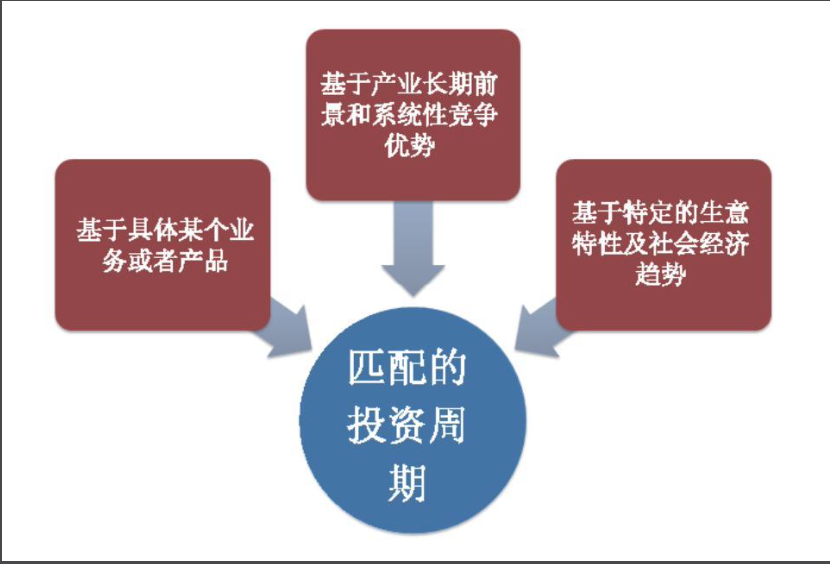 基于产业长期前
景和系统性竞争
优势
基于具体某个业
务或者产品
基于特定的生意
特性及社会经济
趋势
匹配的
投资周
期